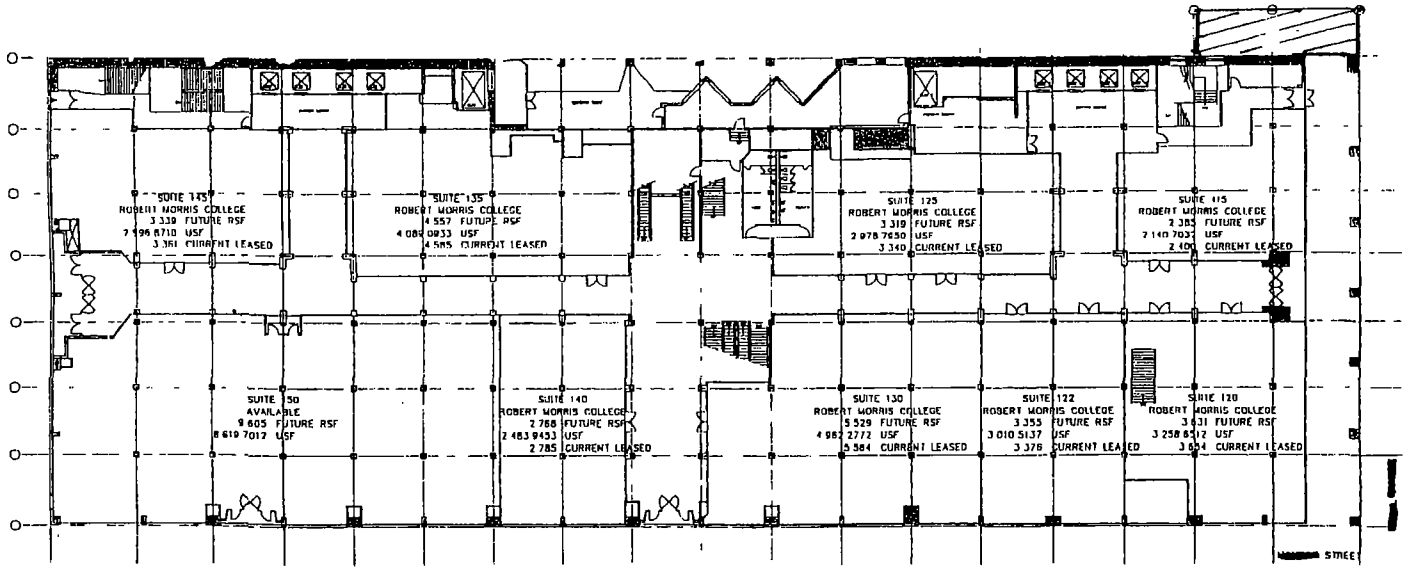 SUITE 145
ROBERT MORRIS COLLEGE
3 339 FUTURE RSF
2 996 8710 USF
3 361 CURRENT LEASED
SUITE 135
ROBERT MORRIS COLLEGE
4 557 FUTURE RSF
4 089 0933 USF
4 585 CURRENT LEASED
SUITE 125
ROBERT MORRIS COLLEGE
3 319 FUTURE RSF
2 978 7950 USF
3 340 CURRENT LEASED
SUITE 115
ROBERT MORRIS COLLEGE
2 385 FUTURE RSF
2 140 7037 USF
2 400 CURRENT LEASED
SUITE 150
AVAILABLE
9 605 FUTURE RSF
8 619 7017 USF
SUITE 140
ROBERT MORRIS COLLEGE
2 768 FUTURE RSF
2 483 9453 USF
2 785 CURRENT LEASED
SUITE 130
ROBERT MORRIS COLLEGE
5 529 FUTURE RSF
4 962 2772 USF
5 564 CURRENT LEASED
SUITE 122
ROBERT MORRIS COLLEGE
3 355 FUTURE RSF
3 010 5137 USF
3 376 CURRENT LEASED
SUITE 120
ROBERT MORRIS COLLEGE
3 631 FUTURE RSF
3 258 6512 USF
3 654 CURRENT LEASED
STREET